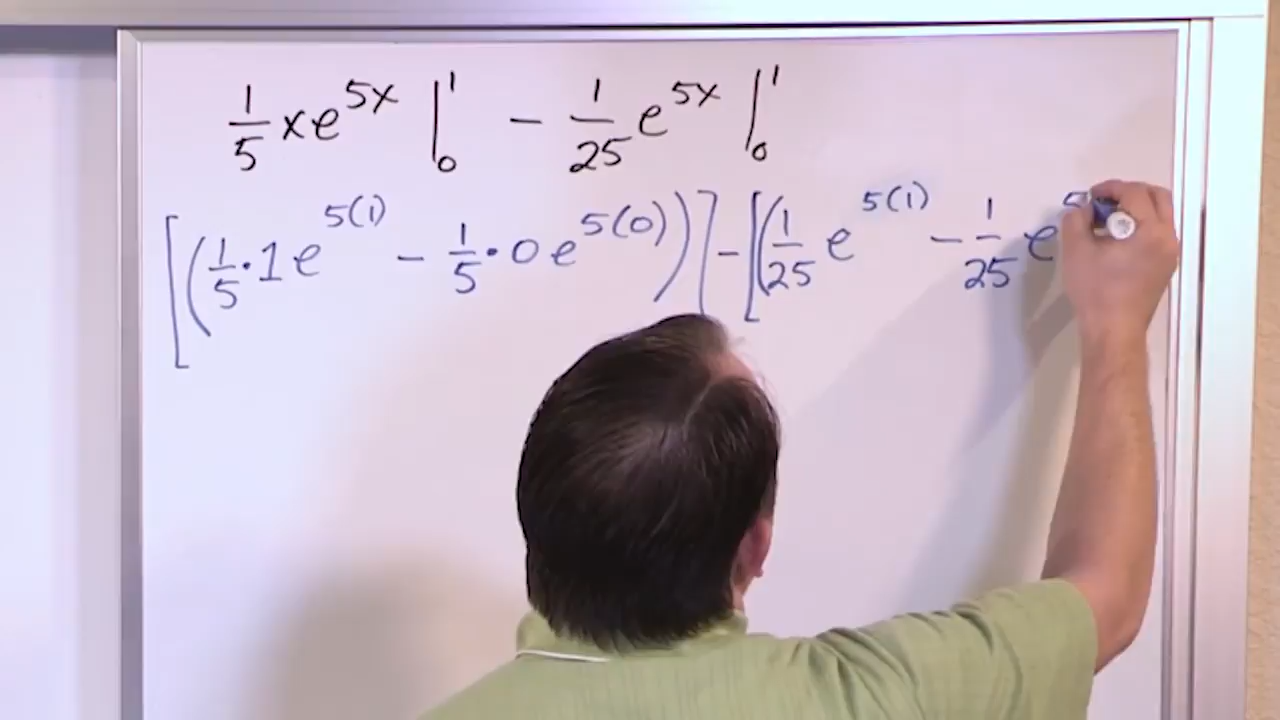 1/5 xe^5x |_0^1 - 1/25 e^5x |_0^1
[(1/5 · 1e^5(1) - 1/5 · 0e^5(0))] - [(1/25 e^5(1) - 1/25 e^5